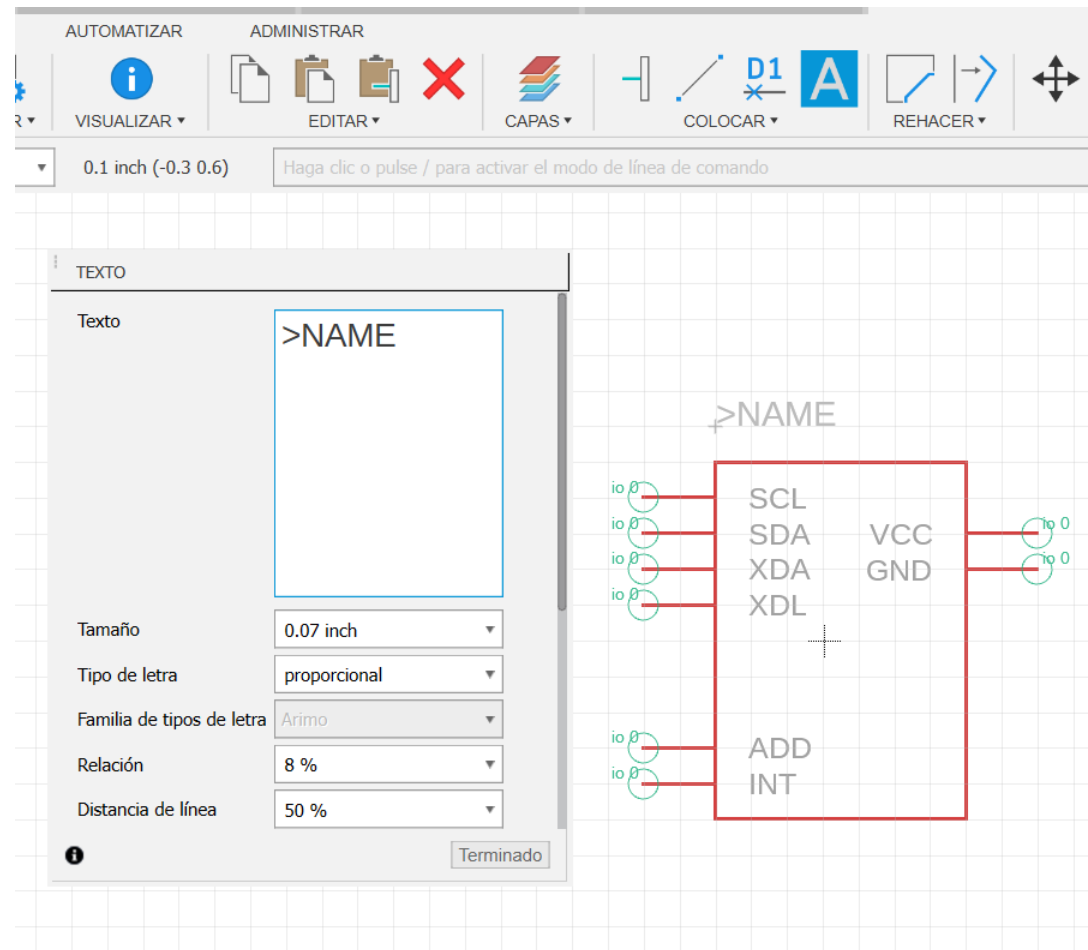 AUTOMATIZAR ADMINISTRAR
D1
A
R VISUALIZAR EDITAR CAPAS COLOCAR REHACER
0.1 inch (-0.3 0.6) Haga clic o pulse / para activar el modo de línea de comando
TEXTO
Texto
>NAME
Tamaño 0.07 inch
Tipo de letra proporcional
Familia de tipos de letra Arimo
Relación 8 %
Distancia de línea 50 %
Terminado
>NAME
io 0 SCL
io 0 SDA VCC io 0
io 0 XDA GND io 0
io 0 XDL
io 0 ADD
io 0 INT